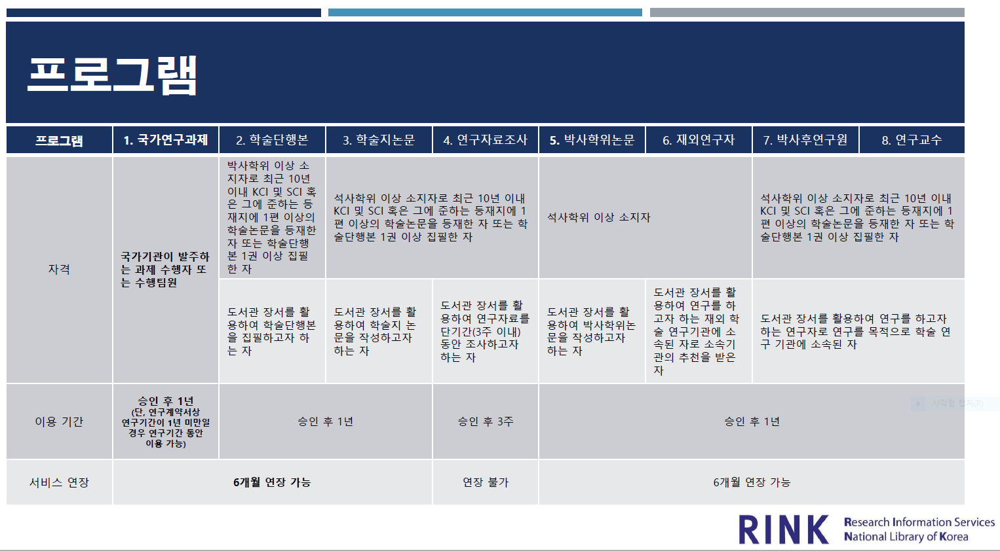 프로그램
프로그램
1. 국가연구과제
2. 학술단행본
3. 학술지논문
4. 연구자료조사
5. 박사학위논문
6. 재외연구자
7. 박사후연구원
8. 연구교수
자격
국가기관이 발주하
는 과제 수행자 또
는 수행팀원
박사학위 이상 소
지자로 최근 10년
이내 KCI 및 SCI 혹
은 그에 준하는 등
재지에 1편 이상의
학술논문을 등재한
자 또는 학술단행
본 1권 이상 집필
한 자
석사학위 이상 소지자로 최근 10년 이내
KCI 및 SCI 혹은 그에 준하는 등재지에 1
편 이상의 학술논문을 등재한 자 또는 학
술단행본 1권 이상 집필한 자
석사학위 이상 소지자
석사학위 이상 소지자로 최근 10년 이내
KCI 및 SCI 혹은 그에 준하는 등재지에 1
편 이상의 학술논문을 등재한 자 또는 학
술단행본 1권 이상 집필한 자
도서관 장서를 활
용하여 학술단행본
을 집필하고자 하
는 자
도서관 장서를 활
용하여 학술지 논
문을 작성하고자
하는 자
도서관 장서를 활
용하여 연구자료를
단기간(3주 이내)
동안 조사하고자
하는 자
도서관 장서를 활
용하여 박사학위논
문을 작성하고자
하는 자
도서관 장서를 활
용하여 연구를 하
고자 하는 재외 학
술 연구기관에 소
속된 자로 소속기
관의 추천을 받은
자
도서관 장서를 활용하여 연구를 하고자
하는 연구자로 연구를 목적으로 학술 연
구 기관에 소속된 자
이용 기간
승인 후 1년
(단, 연구계약서상
연구기간이 1년 미만일
경우 연구기간 동안
이용 가능)
승인 후 1년
승인 후 3주
승인 후 1년
사각형 캡처(R)
서비스 연장
6개월 연장 가능
연장 불가
6개월 연장 가능
RINK
Research Information Services
National Library of Korea